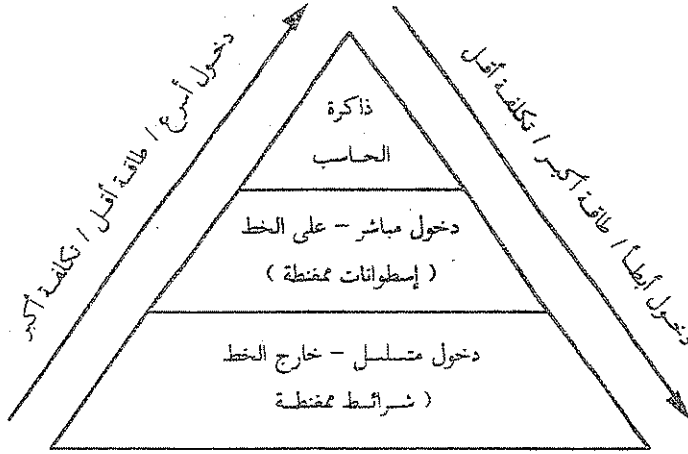 دخول أسرع / طاقة أقل / تكلفة أكبر
دخول أبطأ / طاقة أكبر / تكلفة أقل
ذاكرة
الحاسب
دخول مباشر – على الخط
( إسطوانات ممغنطة )
دخول متسلسل – خارج الخط
( شرائط ممغنطة